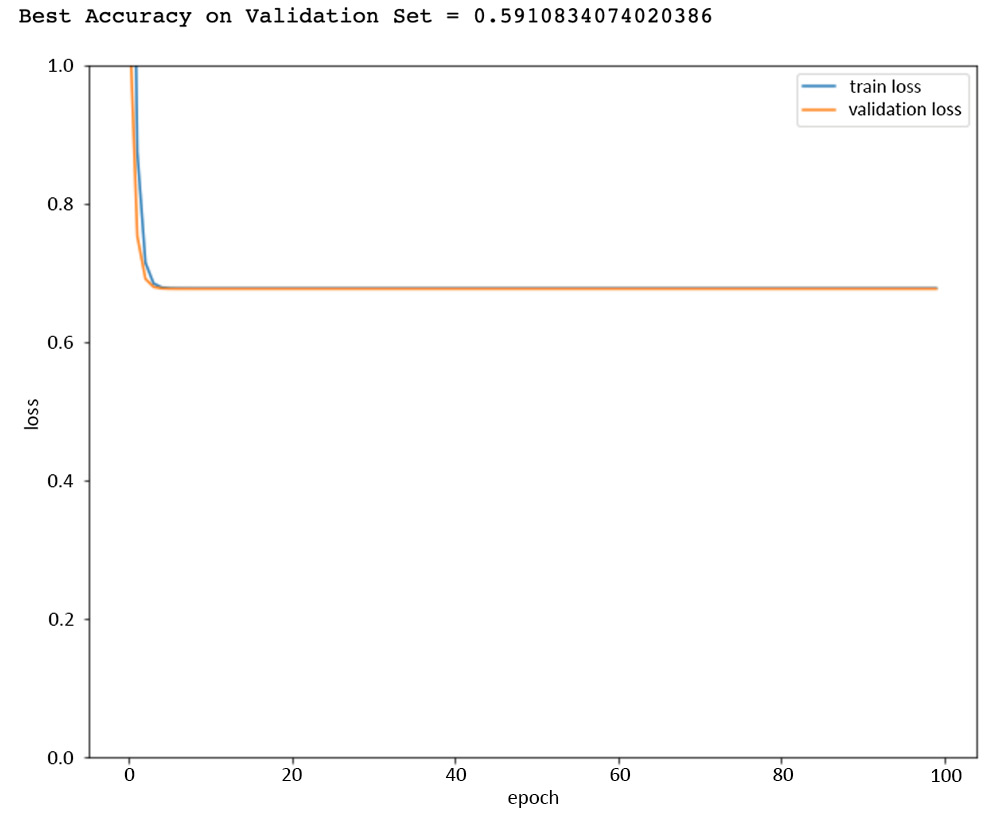 Best Accuracy on Validation Set = 0.5910834074020386
1.0
0.8
0.6
0.4
0.2
0.0
loss
train loss
validation loss
0 20 40 60 80 100
epoch